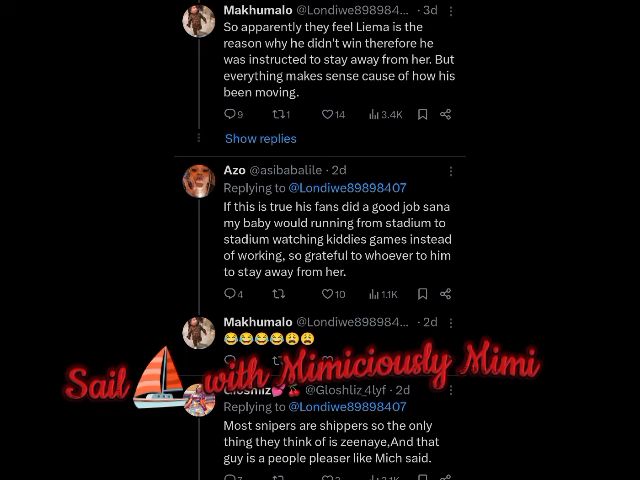 Makhumalo @Londiwe898984... · 3d
So apparently they feel Liema is the
reason why he didn't win therefore he
was instructed to stay away from her. But
everything makes sense cause of how his
been moving.
9 1 14 3.4K
Show replies
Azo @asibabalile · 2d
Replying to @Londiwe89898407
If this is true his fans did a good job sana
my baby would running from stadium to
stadium watching kiddies games instead
of working, so grateful to whoever to him
to stay away from her.
4 10 1.1K
Makhumalo @Londiwe898984... · 2d
😂😂😂😂😩😩
Sail ⛵ with Mimiciously Mimi
Gloshliz💕🍒 @Gloshliz_4lyf · 2d
Replying to @Londiwe89898407
Most snipers are shippers so the only
thing they think of is zeenaye,And that
guy is a people pleaser like Mich said.